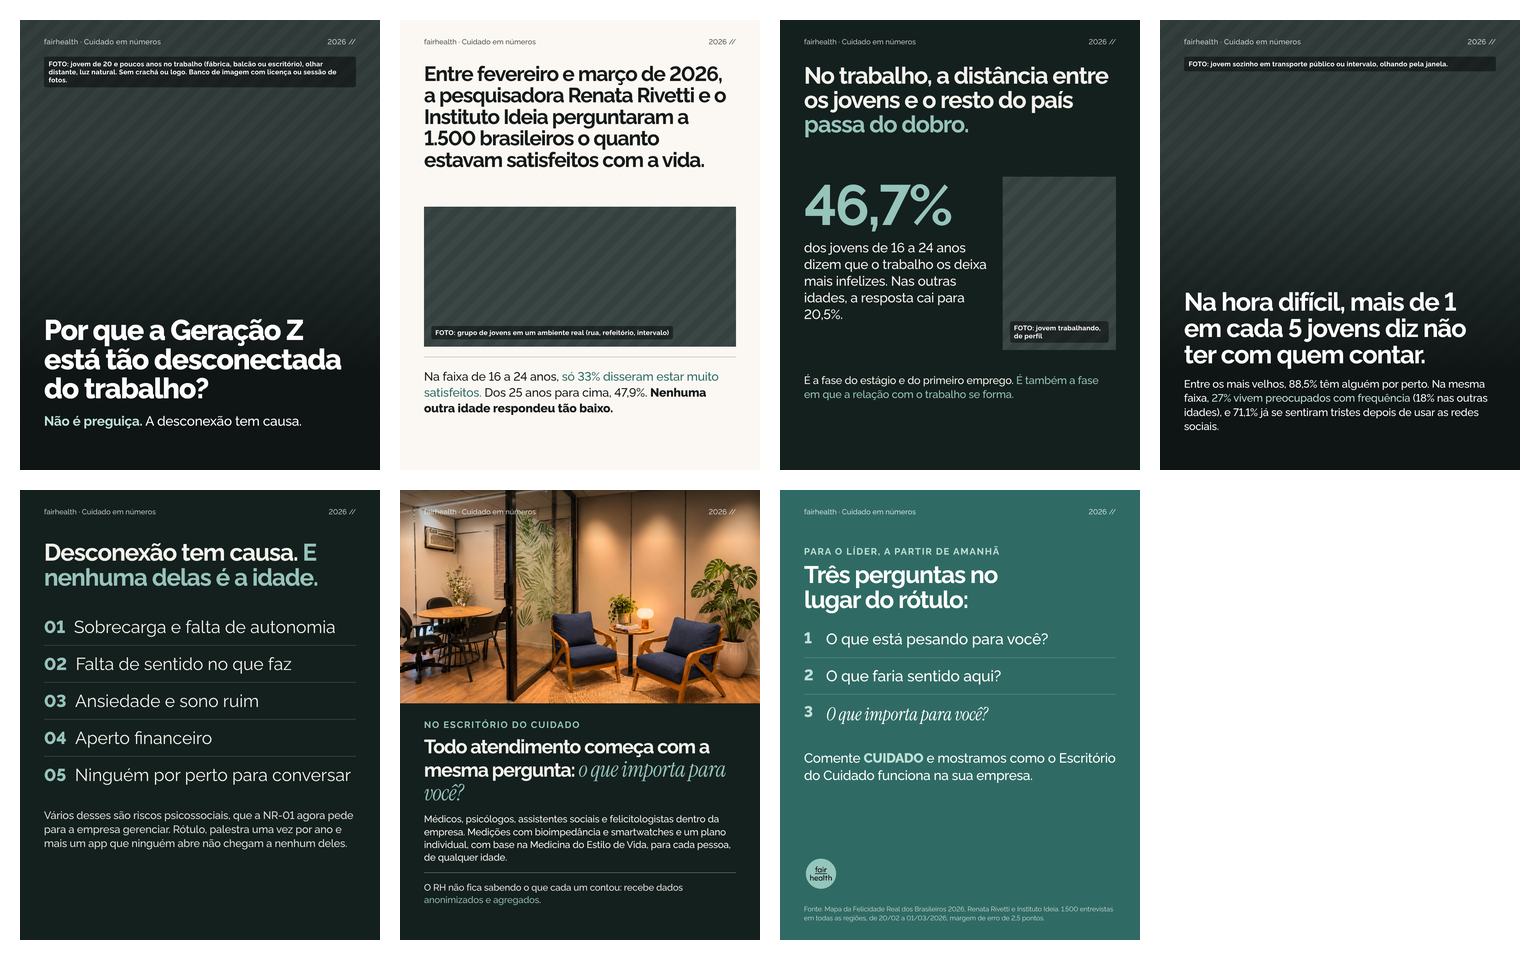 fairhealth · Cuidado em números
2026 //
FOTO: jovem de 20 e poucos anos no trabalho (fábrica, balcão ou escritório), olhar
distante, luz natural. Sem crachá ou logo. Banco de imagem com licença ou sessão de
fotos.
Por que a Geração Z
está tão desconectada
do trabalho?
Não é preguiça. A desconexão tem causa.
fairhealth · Cuidado em números
2026 //
Entre fevereiro e março de 2026,
a pesquisadora Renata Rivetti e o
Instituto Ideia perguntaram a
1.500 brasileiros o quanto
estavam satisfeitos com a vida.
FOTO: grupo de jovens em um ambiente real (rua, refeitório, intervalo)
Na faixa de 16 a 24 anos, só 33% disseram estar muito
satisfeitos. Dos 25 anos para cima, 47,9%. Nenhuma
outra idade respondeu tão baixo.
fairhealth · Cuidado em números
2026 //
No trabalho, a distância entre
os jovens e o resto do país
passa do dobro.
46,7%
dos jovens de 16 a 24 anos
dizem que o trabalho os deixa
mais infelizes. Nas outras
idades, a resposta cai para
20,5%.
FOTO: jovem trabalhando,
de perfil
É a fase do estágio e do primeiro emprego. É também a fase
em que a relação com o trabalho se forma.
fairhealth · Cuidado em números
2026 //
FOTO: jovem sozinho em transporte público ou intervalo, olhando pela janela.
Na hora difícil, mais de 1
em cada 5 jovens diz não
ter com quem contar.
Entre os mais velhos, 88,5% têm alguém por perto. Na mesma
faixa, 27% vivem preocupados com frequência (18% nas outras
idades), e 71,1% já se sentiram tristes depois de usar as redes
sociais.
fairhealth · Cuidado em números
2026 //
Desconexão tem causa. E
nenhuma delas é a idade.
01 Sobrecarga e falta de autonomia
02 Falta de sentido no que faz
03 Ansiedade e sono ruim
04 Aperto financeiro
05 Ninguém por perto para conversar
Vários desses são riscos psicossociais, que a NR-01 agora pede
para a empresa gerenciar. Rótulo, palestra uma vez por ano e
mais um app que ninguém abre não chegam a nenhum deles.
fairhealth · Cuidado em números
2026 //
NO ESCRITÓRIO DO CUIDADO
Todo atendimento começa com a
mesma pergunta: o que importa para
você?
Médicos, psicólogos, assistentes sociais e felicitologistas dentro da
empresa. Medições com bioimpedância e smartwatches e um plano
individual, com base na Medicina do Estilo de Vida, para cada pessoa,
de qualquer idade.
O RH não fica sabendo o que cada um contou: recebe dados
anonimizados e agregados.
fairhealth · Cuidado em números
2026 //
PARA O LÍDER, A PARTIR DE AMANHÃ
Três perguntas no
lugar do rótulo:
1 O que está pesando para você?
2 O que faria sentido aqui?
3 O que importa para você?
Comente CUIDADO e mostramos como o Escritório
do Cuidado funciona na sua empresa.
fair
health
Fonte: Mapa da Felicidade Real dos Brasileiros 2026, Renata Rivetti e Instituto Ideia. 1.500 entrevistas
em todas as regiões, de 20/02 a 01/03/2026, margem de erro de 2,5 pontos.